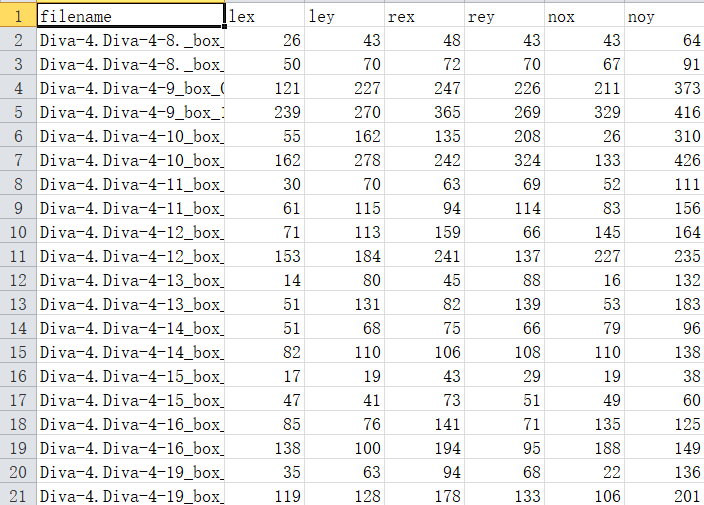 1 filename lex ley rex rey nox noy
2 Diva-4.Diva-4-8._box_ 26 43 48 43 43 64
3 Diva-4.Diva-4-8._box_ 50 70 72 70 67 91
4 Diva-4.Diva-4-9_box_0 121 227 247 226 211 373
5 Diva-4.Diva-4-9_box_1 239 270 365 269 329 416
6 Diva-4.Diva-4-10_box_ 55 162 135 208 26 310
7 Diva-4.Diva-4-10_box_ 162 278 242 324 133 426
8 Diva-4.Diva-4-11_box_ 30 70 63 69 52 111
9 Diva-4.Diva-4-11_box_ 61 115 94 114 83 156
10 Diva-4.Diva-4-12_box_ 71 113 159 66 145 164
11 Diva-4.Diva-4-12_box_ 153 184 241 137 227 235
12 Diva-4.Diva-4-13_box_ 14 80 45 88 16 132
13 Diva-4.Diva-4-13_box_ 51 131 82 139 53 183
14 Diva-4.Diva-4-14_box_ 51 68 75 66 79 96
15 Diva-4.Diva-4-14_box_ 82 110 106 108 110 138
16 Diva-4.Diva-4-15_box_ 17 19 43 29 19 38
17 Diva-4.Diva-4-15_box_ 47 41 73 51 49 60
18 Diva-4.Diva-4-16_box_ 85 76 141 71 135 125
19 Diva-4.Diva-4-16_box_ 138 100 194 95 188 149
20 Diva-4.Diva-4-19_box_ 35 63 94 68 22 136
21 Diva-4.Diva-4-19_box_ 119 128 178 133 106 201